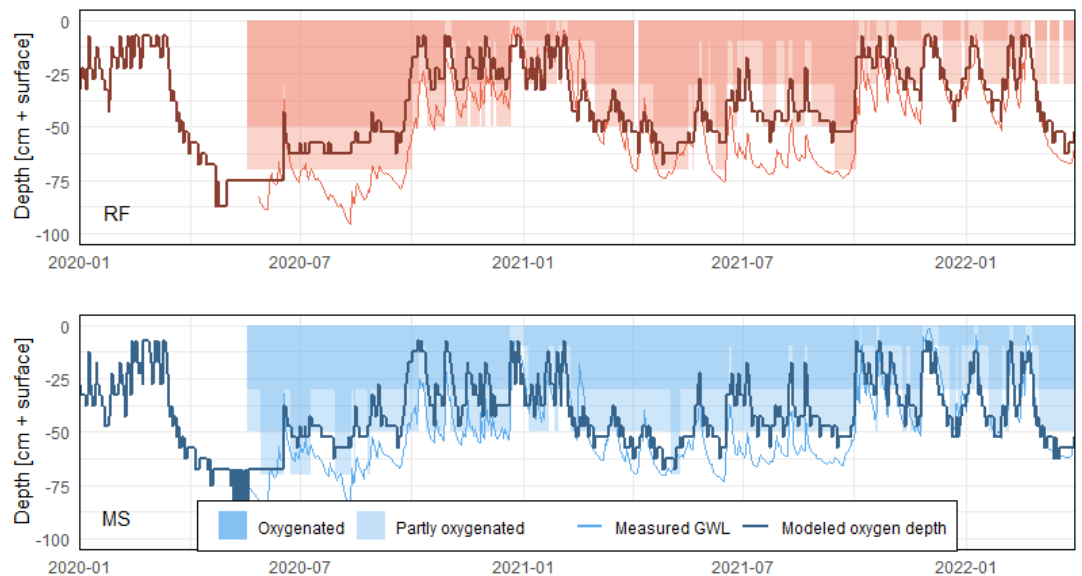 0
-25
-50
-75
-100
Depth [cm + surface]
RF
2020-01 2020-07 2021-01 2021-07 2022-01
0
-25
-50
-75
-100
Depth [cm + surface]
MS
Oxygenated Partly oxygenated Measured GWL Modeled oxygen depth
2020-01 2020-07 2021-01 2021-07 2022-01